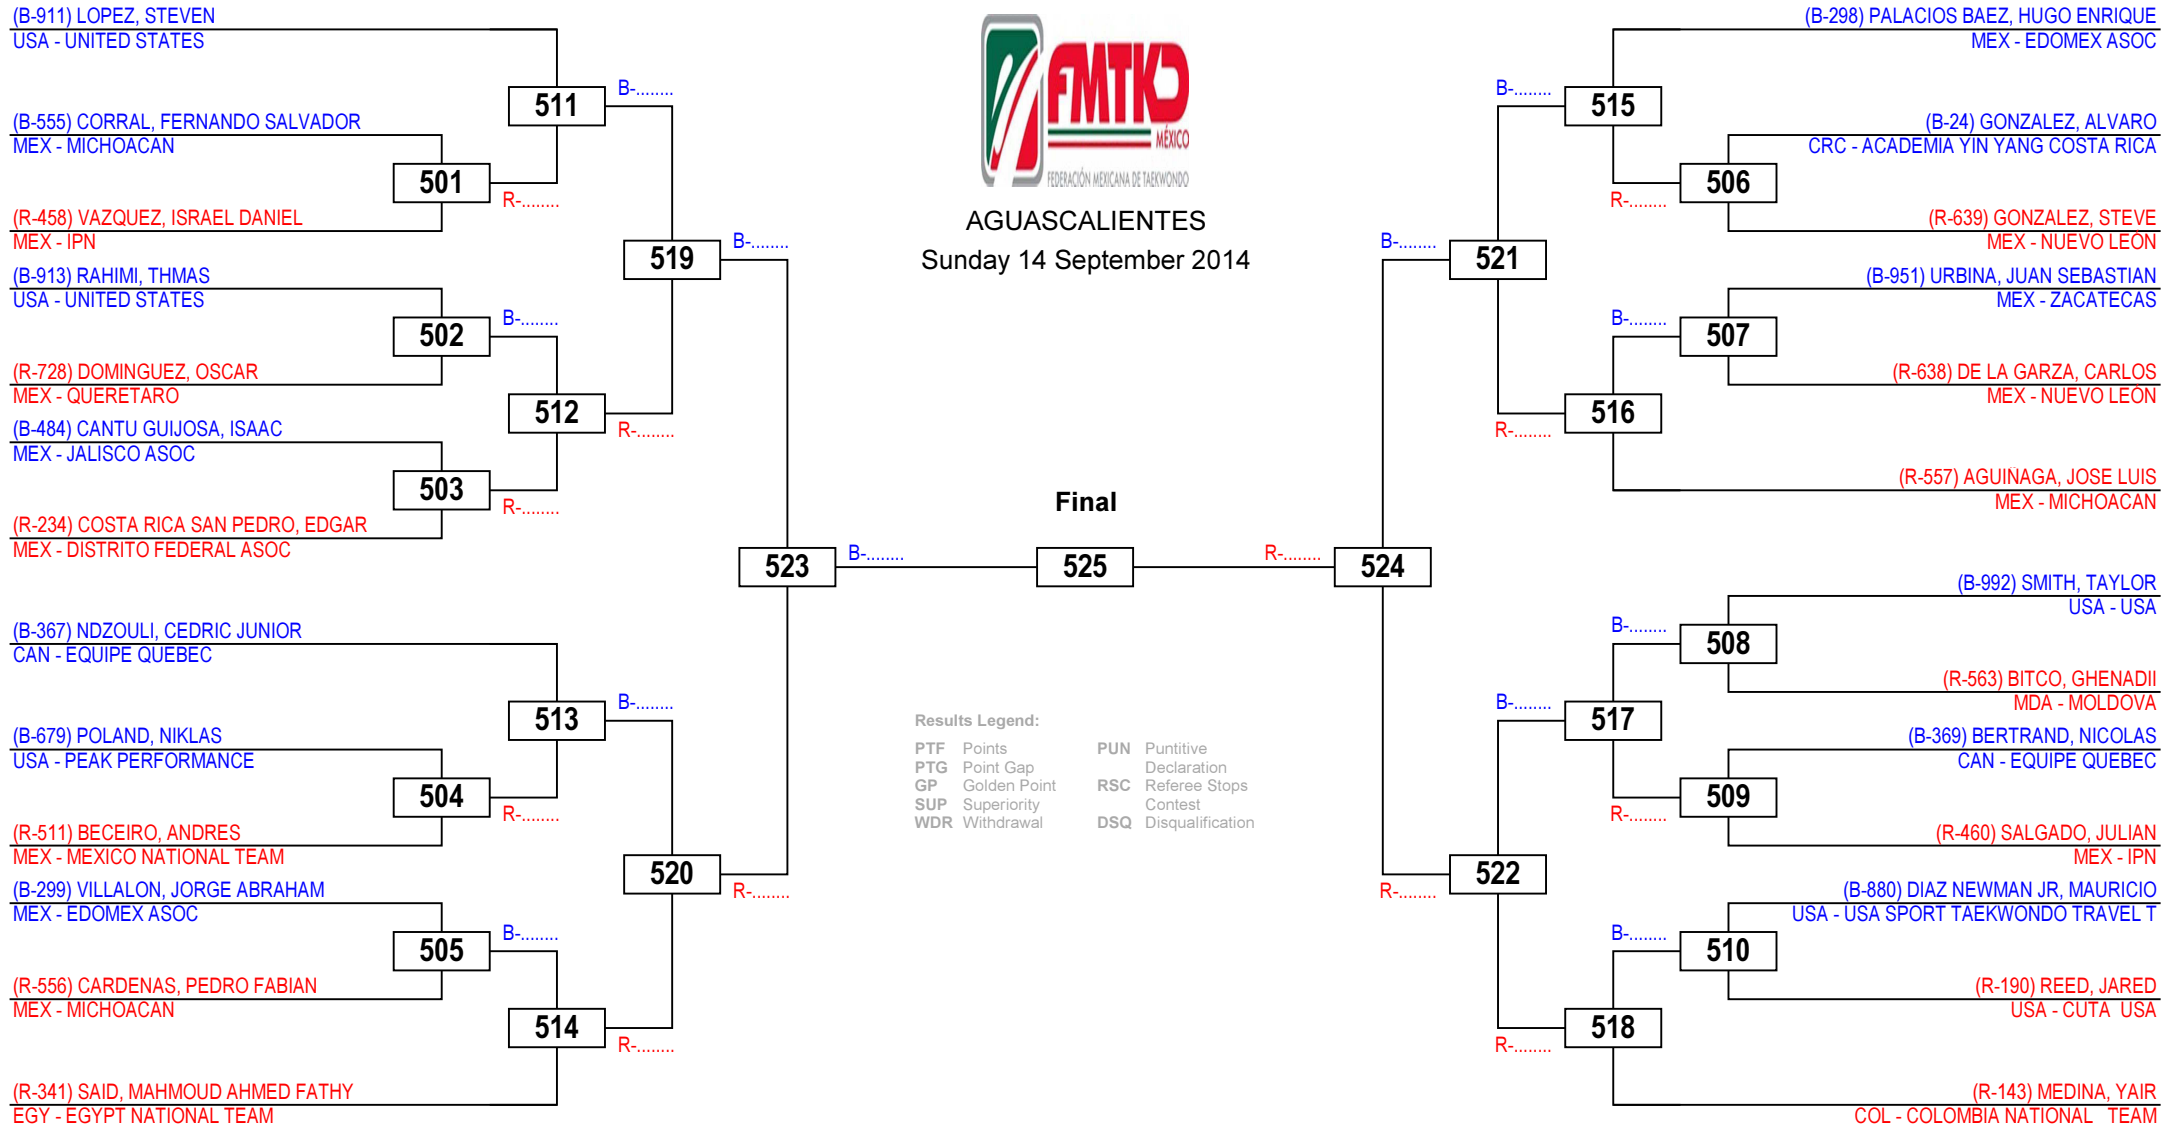 (B-911) LOPEZ, STEVEN
USA - UNITED STATES
511
B-........
(B-555) CORRAL, FERNANDO SALVADOR
MEX - MICHOACAN
501
R-........
(R-458) VAZQUEZ, ISRAEL DANIEL
MEX - IPN
519
B-........
(B-913) RAHIMI, THMAS
USA - UNITED STATES
502
B-........
(R-728) DOMINGUEZ, OSCAR
MEX - QUERETARO
512
R-........
(B-484) CANTU GUIJOSA, ISAAC
MEX - JALISCO ASOC
503
R-........
(R-234) COSTA RICA SAN PEDRO, EDGAR
MEX - DISTRITO FEDERAL ASOC
523
B-........
(B-367) NDZOULI, CEDRIC JUNIOR
CAN - EQUIPE QUEBEC
513
B-........
(B-679) POLAND, NIKLAS
USA - PEAK PERFORMANCE
504
R-........
(R-511) BECEIRO, ANDRES
MEX - MEXICO NATIONAL TEAM
520
R-........
(B-299) VILLALON, JORGE ABRAHAM
MEX - EDOMEX ASOC
505
B-........
(R-556) CARDENAS, PEDRO FABIAN
MEX - MICHOACAN
514
R-........
(R-341) SAID, MAHMOUD AHMED FATHY
EGY - EGYPT NATIONAL TEAM
FMTKD
MÉXICO
FEDERACIÓN MEXICANA DE TAEKWONDO
AGUASCALIENTES
Sunday 14 September 2014
Final
525
Results Legend:
PTF Points
PTG Point Gap
GP Golden Point
SUP Superiority
WDR Withdrawal
PUN Puntitive
Declaration
RSC Referee Stops
Contest
DSQ Disqualification
(B-298) PALACIOS BAEZ, HUGO ENRIQUE
MEX - EDOMEX ASOC
B-........
515
(B-24) GONZALEZ, ALVARO
CRC - ACADEMIA YIN YANG COSTA RICA
506
R-........
(R-639) GONZALEZ, STEVE
MEX - NUEVO LEÓN
B-........
521
(B-951) URBINA, JUAN SEBASTIAN
MEX - ZACATECAS
B-........
507
(R-638) DE LA GARZA, CARLOS
MEX - NUEVO LEÓN
516
R-........
(R-557) AGUIÑAGA, JOSE LUIS
MEX - MICHOACAN
R-........
524
(B-992) SMITH, TAYLOR
USA - USA
B-........
508
(R-563) BITCO, GHENADII
MDA - MOLDOVA
B-........
517
(B-369) BERTRAND, NICOLAS
CAN - EQUIPE QUEBEC
509
R-........
(R-460) SALGADO, JULIAN
MEX - IPN
522
R-........
(B-880) DIAZ NEWMAN JR, MAURICIO
USA - USA SPORT TAEKWONDO TRAVEL T
B-........
510
(R-190) REED, JARED
USA - CUTA USA
518
R-........
(R-143) MEDINA, YAIR
COL - COLOMBIA NATIONAL TEAM